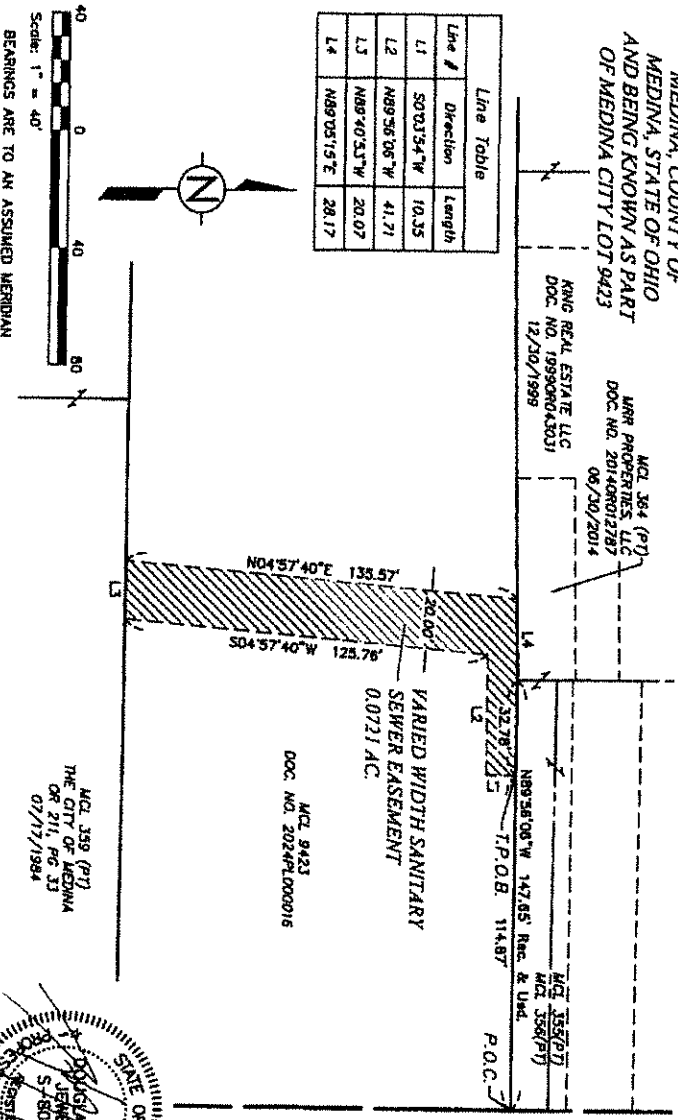 MEDINA, COUNTY OF
MEDINA, STATE OF OHIO
AND BEING KNOWN AS PART
OF MEDINA CITY LOT 9423
Line Table
Line # Direction Length
L1 S0°03'54"W 10.35
L2 N89°56'06"W 41.71
L3 N89°40'53"W 20.07
L4 N89°05'15"E 28.17
KING REAL ESTATE LLC
DOC. NO. 1999OR043031
12/30/1999
MCL 364 (PT)
MRR PROPERTIES, LLC
DOC. NO. 2014OR012787
06/30/2014
L4
32.78'
N89°56'06"W 147.65' Rec. & Usd.
MCL 355(PT)
MCL 356(PT)
T.P.O.B. 114.87'
P.O.C.
L2
20.00'
N04°57'40"E 135.57'
S04°57'40"W 125.76'
L3
VARIED WIDTH SANITARY
SEWER EASEMENT
0.0721 AC.
MCL 9423
DOC. NO. 2024PL000016
MCL 359 (PT)
THE CITY OF MEDINA
OR 211, PG 33
07/17/1984
N
40 0 40 80
Scale: 1" = 40'
BEARINGS ARE TO AN ASSUMED MERIDIAN
STATE OF